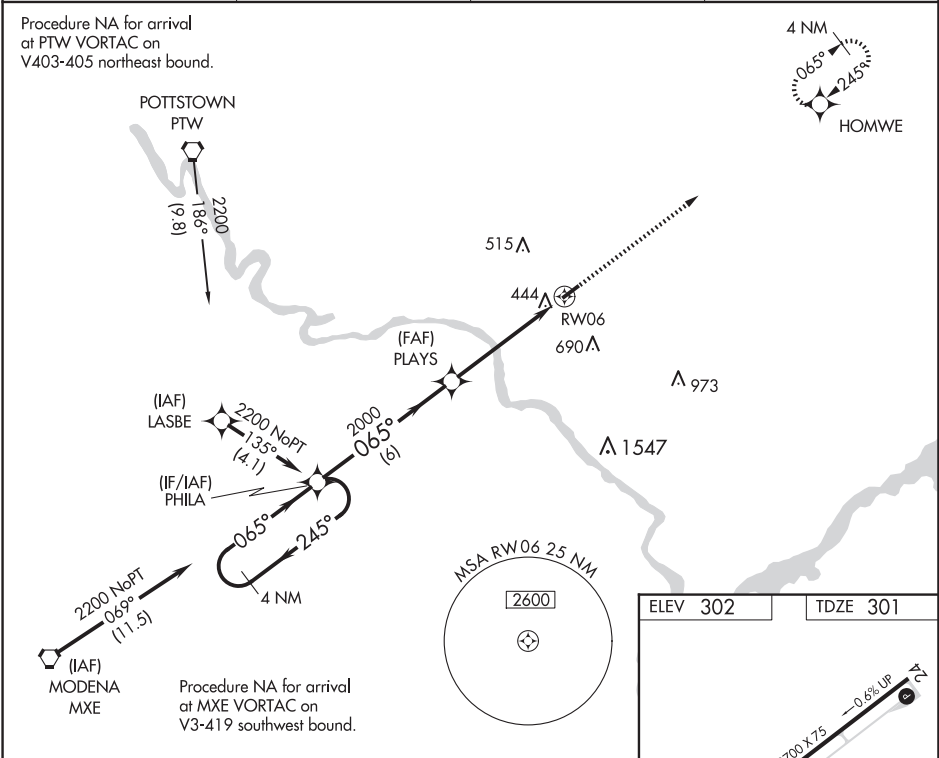 Procedure NA for arrival
at PTW VORTAC on
V403-405 northeast bound.
4 NM
065°
245°
HOMWE
POTTSTOWN
PTW
2200
186°
(9.8)
515
444
RW06
690
(FAF)
PLAYS
973
(IAF)
LASBE
2200 NoPT
135°
(4.1)
2000
065°
(6)
1547
(IF/IAF)
PHILA
065°
245°
4 NM
MSA RW06 25 NM
2600
2200 NoPT
069°
(11.5)
(IAF)
MODENA
MXE
Procedure NA for arrival
at MXE VORTAC on
V3-419 southwest bound.
ELEV 302
TDZE 301
24
0.6% UP
P
700 X 75